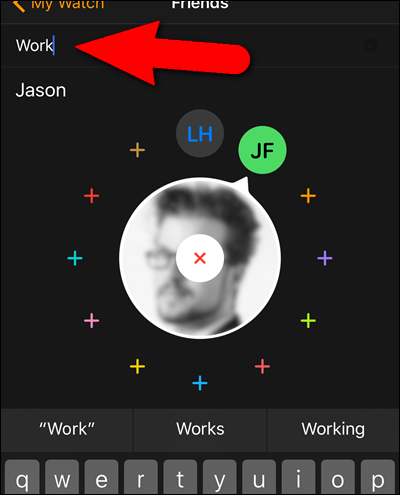 My Watch Friends
Work
Jason
LH
JF
“Work” Works Working
q w e r t y u i o p